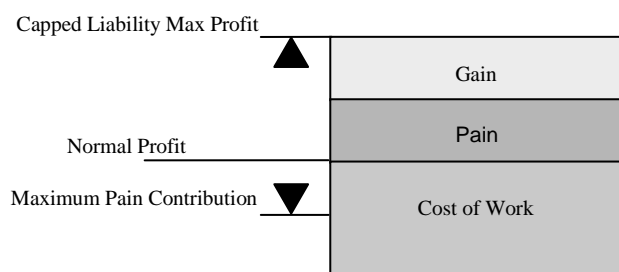 Capped Liability Max Profit
Gain
Pain
Normal Profit
Maximum Pain Contribution
Cost of Work